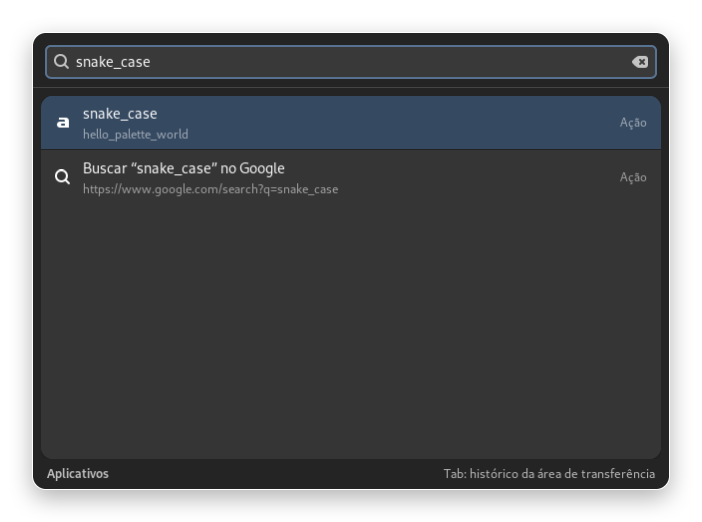 snake_case
snake_case
hello_palette_world
Ação
Buscar “snake_case” no Google
https://www.google.com/search?q=snake_case
Ação
Aplicativos
Tab: histórico da área de transferência